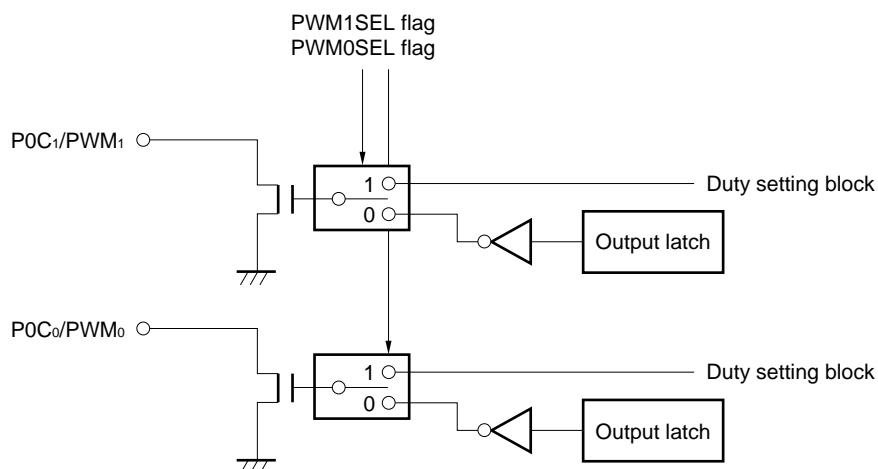 PWM1SEL flag
PWM0SEL flag
P0C1/PWM1
1
0
Duty setting block
Output latch
P0C0/PWM0
1
0
Duty setting block
Output latch